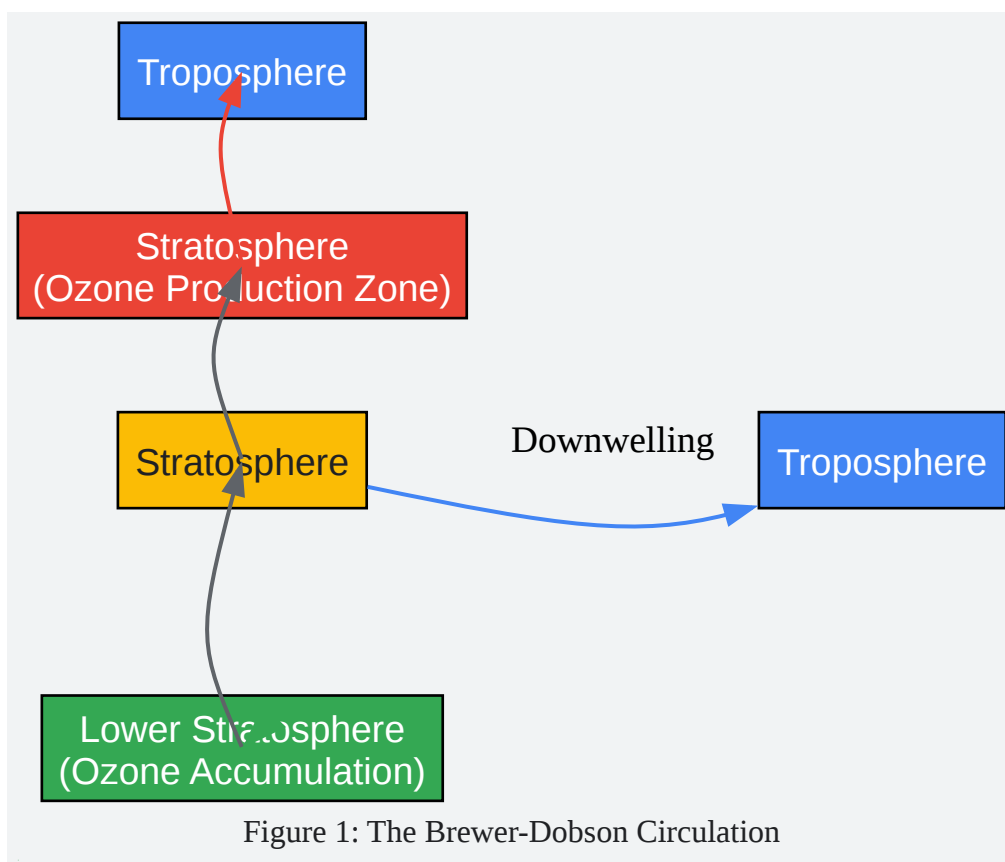 Troposphere
Stratosphere
(Ozone Production Zone)
Stratosphere
Downwelling
Troposphere
Lower Stratosphere
(Ozone Accumulation)
Figure 1: The Brewer-Dobson Circulation